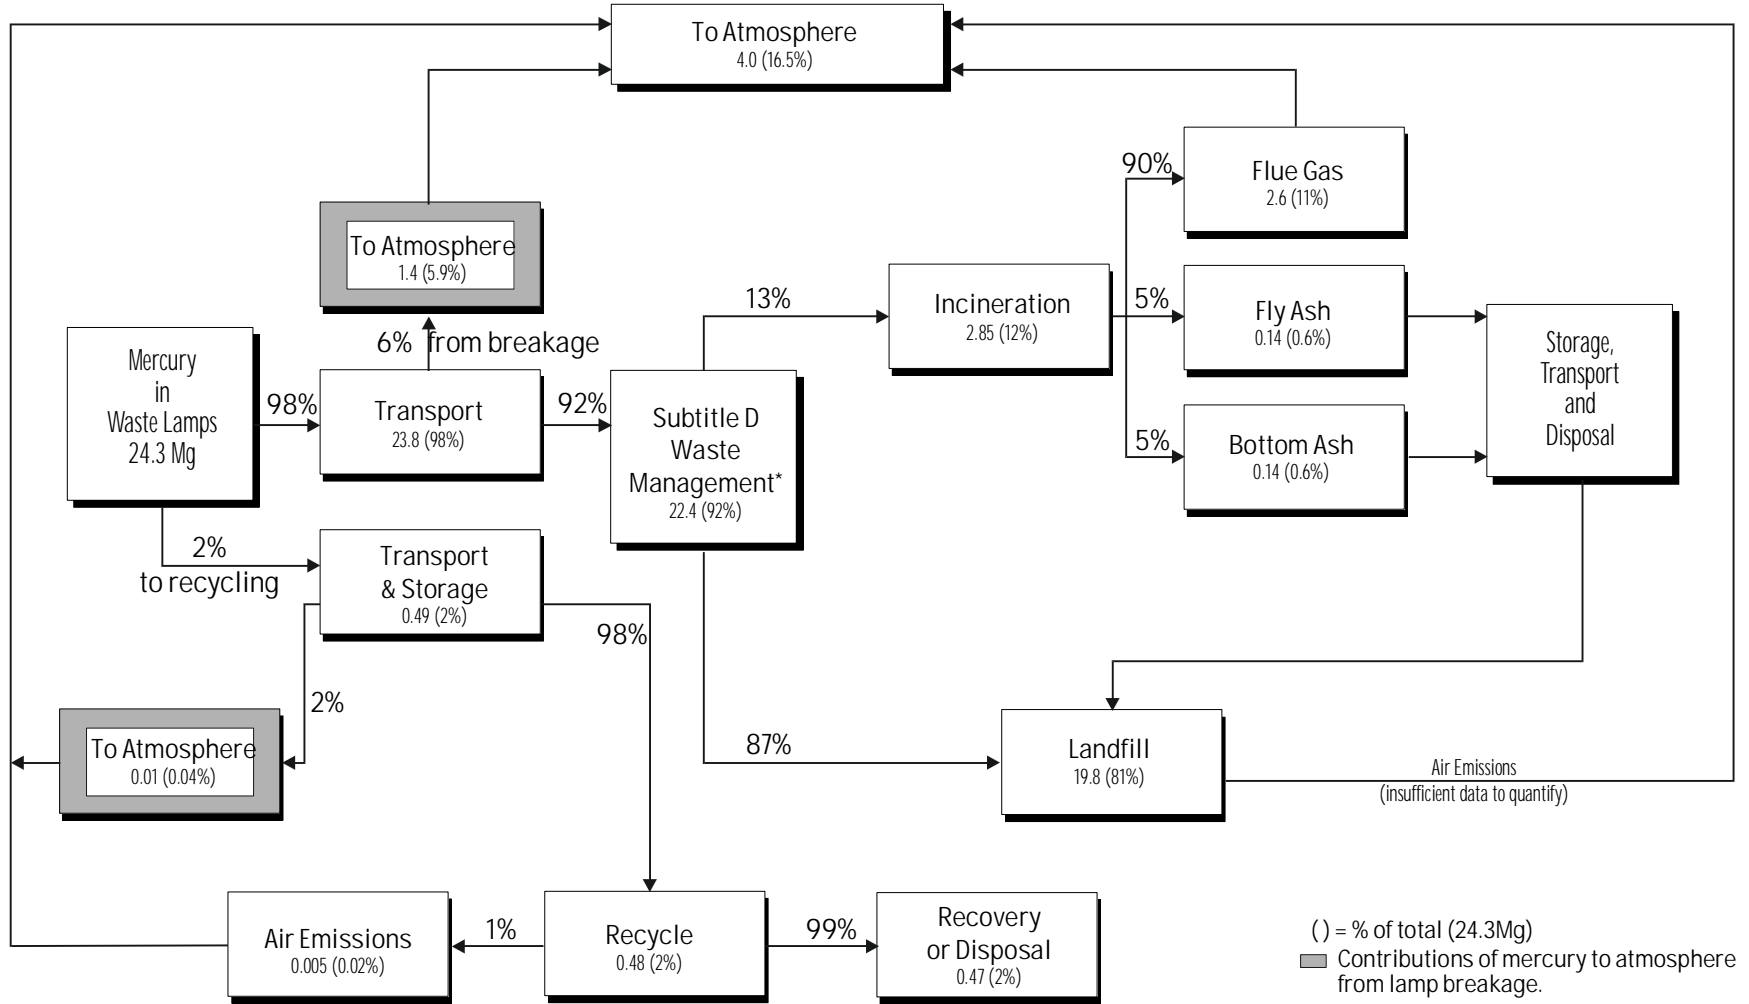 To Atmosphere
4.0 (16.5%)
90%
Flue Gas
2.6 (11%)
To Atmosphere
1.4 (5.9%)
13%
Incineration
2.85 (12%)
5%
Fly Ash
0.14 (0.6%)
6% from breakage
Mercury
in
Waste Lamps
24.3 Mg
98%
Transport
23.8 (98%)
92%
Subtitle D
Waste
Management*
22.4 (92%)
5%
Bottom Ash
0.14 (0.6%)
Storage,
Transport
and
Disposal
2%
to recycling
Transport
& Storage
0.49 (2%)
98%
2%
To Atmosphere
0.01 (0.04%)
87%
Landfill
19.8 (81%)
Air Emissions
(insufficient data to quantify)
Air Emissions
0.005 (0.02%)
1%
Recycle
0.48 (2%)
99%
Recovery
or Disposal
0.47 (2%)
( ) = % of total (24.3Mg)
Contributions of mercury to atmosphere
from lamp breakage.